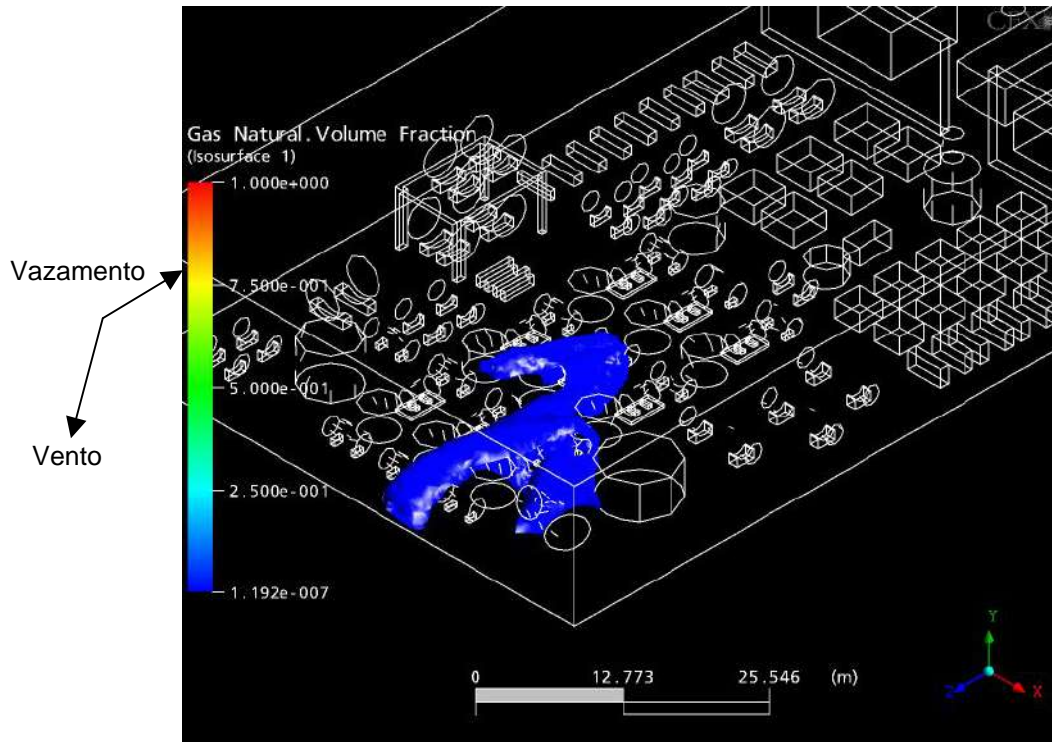 CFX
Gas Natural.Volume Fraction
(Isosurface 1)
1.000e+000
7.500e-001
5.000e-001
2.500e-001
1.192e-007
Vazamento
Vento
0 12.773 25.546 (m)
Y
Z X